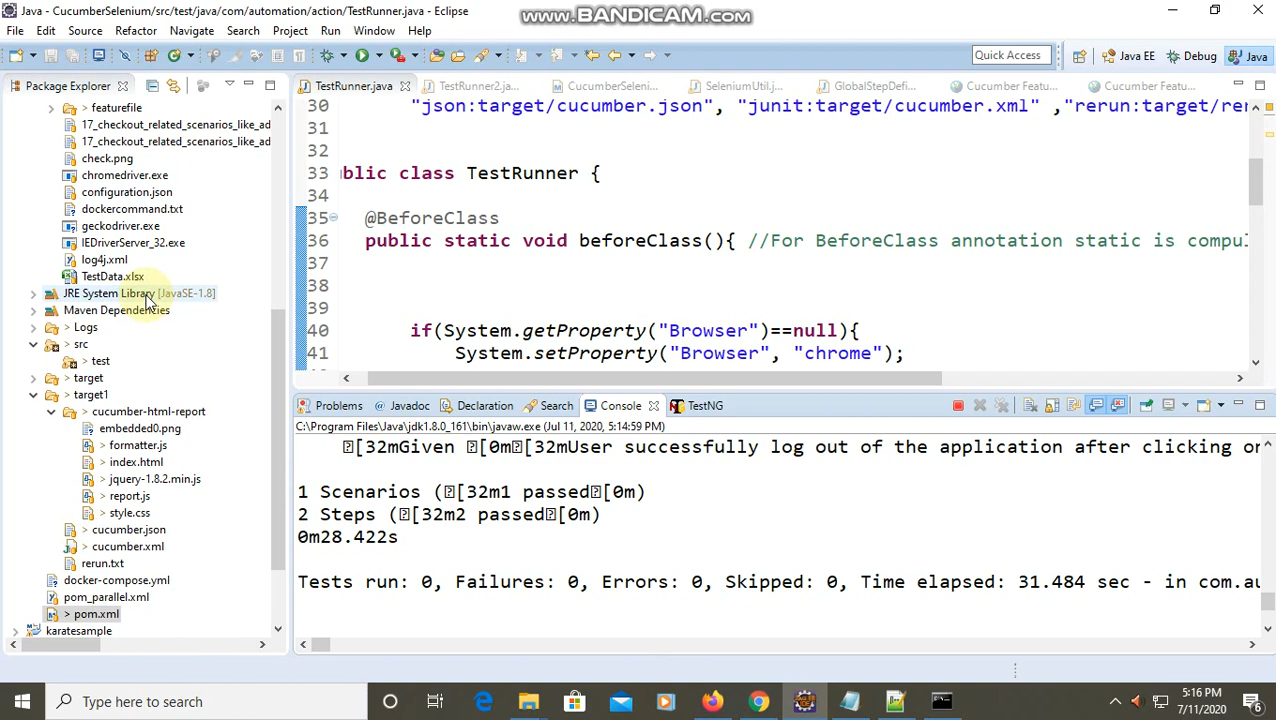 Java - CucumberSelenium/src/test/java/com/automation/action/TestRunner.java - Eclipse
www.BANDICAM.com
File Edit Source Refactor Navigate Search Project Run Window Help
Quick Access Java EE Debug Java
Package Explorer
TestRunner.java TestRunner2.ja... CucumberSeleni... SeleniumUtil.j... GlobalStepDefi... Cucumber Featu... Cucumber Featu...
> featurefile
17_checkout_related_scenarios_like_ad
17_checkout_related_scenarios_like_ad
check.png
chromedriver.exe
configuration.json
dockercommand.txt
geckodriver.exe
IEDriverServer_32.exe
log4j.xml
TestData.xlsx
JRE System Library [JavaSE-1.8]
Maven Dependencies
> Logs
> src
> test
> target
> target1
> cucumber-html-report
embedded0.png
> formatter.js
> index.html
> jquery-1.8.2.min.js
> report.js
> style.css
> cucumber.json
> cucumber.xml
rerun.txt
docker-compose.yml
pom_parallel.xml
> pom.xml
karatesample
30 "json:target/cucumber.json", "junit:target/cucumber.xml" ,"rerun:target/rer
31
32
33 ublic class TestRunner {
34
35 @BeforeClass
36 public static void beforeClass(){ //For BeforeClass annotation static is compul
37
38
39
40 if(System.getProperty("Browser")==null){
41 System.setProperty("Browser", "chrome");
Problems Javadoc Declaration Search Console TestNG
C:\Program Files\Java\jdk1.8.0_161\bin\javaw.exe (Jul 11, 2020, 5:14:59 PM)
[32mGiven [0m[32mUser successfully log out of the application after clicking on
1 Scenarios ([32m1 passed[0m)
2 Steps ([32m2 passed[0m)
0m28.422s
Tests run: 0, Failures: 0, Errors: 0, Skipped: 0, Time elapsed: 31.484 sec - in com.au
Type here to search
5:16 PM
7/11/2020
6